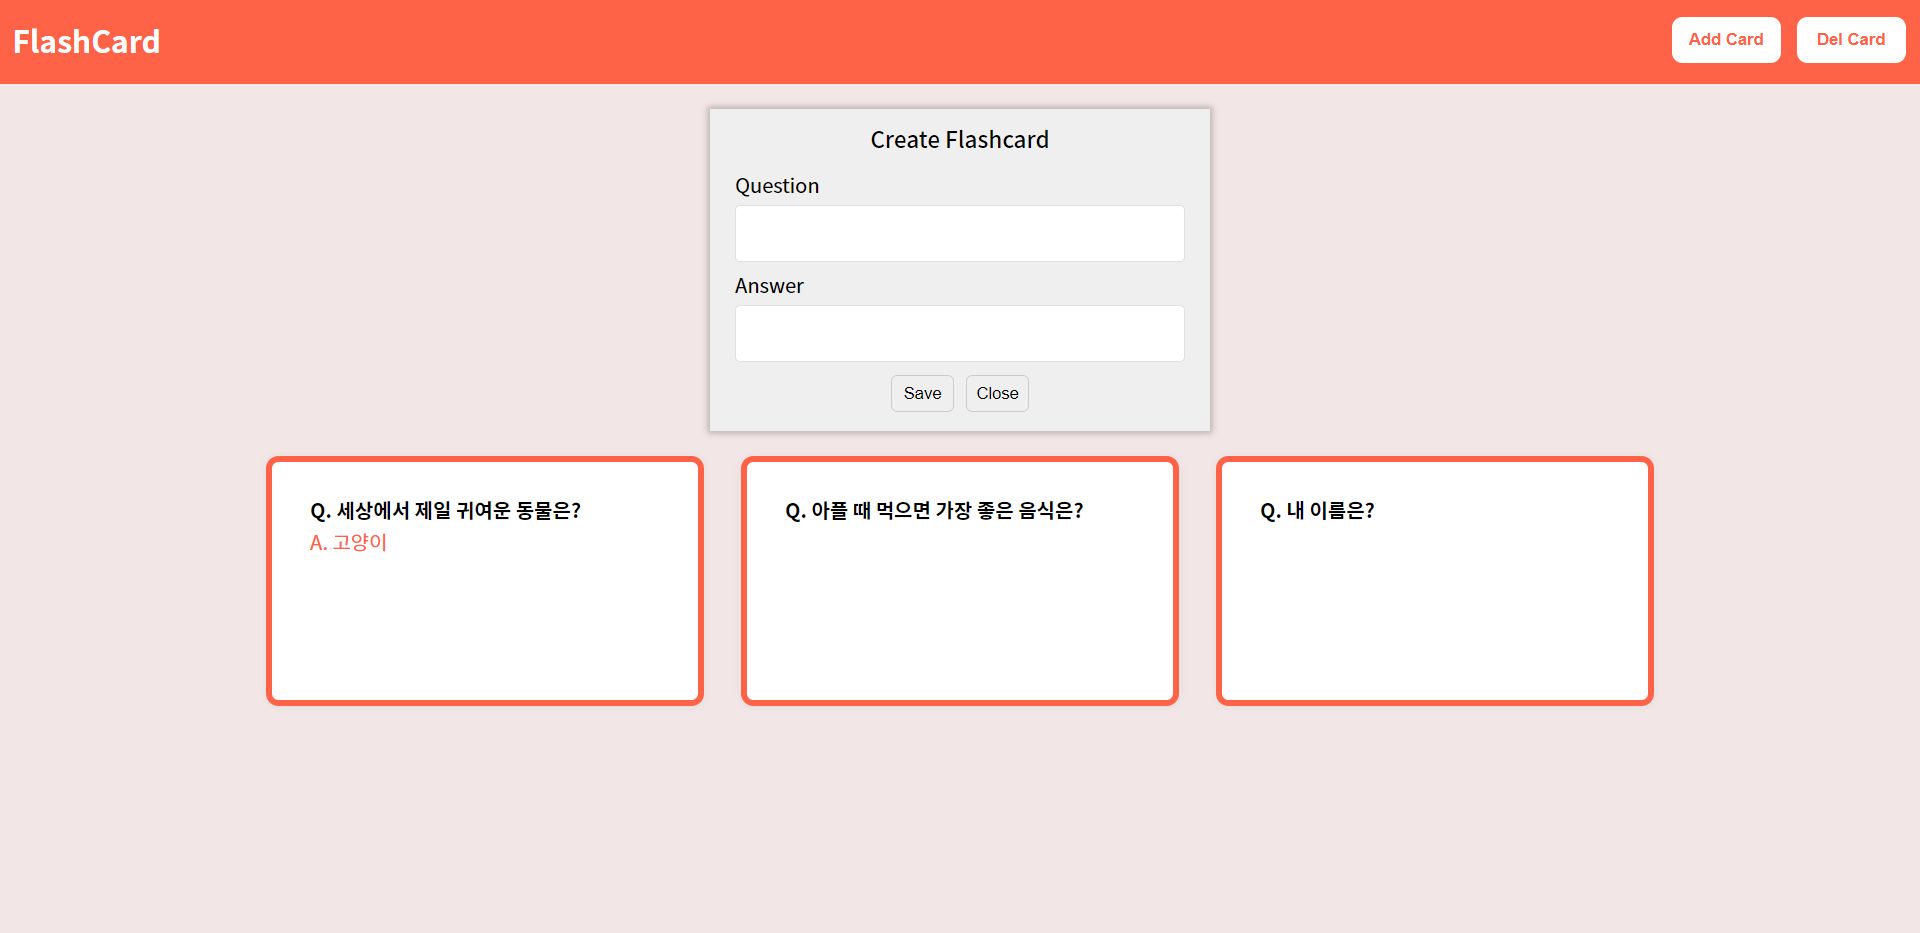 FlashCard
Add Card
Del Card
Create Flashcard
Question
Answer
Save
Close
Q. 세상에서 제일 귀여운 동물은?
A. 고양이
Q. 아플 때 먹으면 가장 좋은 음식은?
Q. 내 이름은?